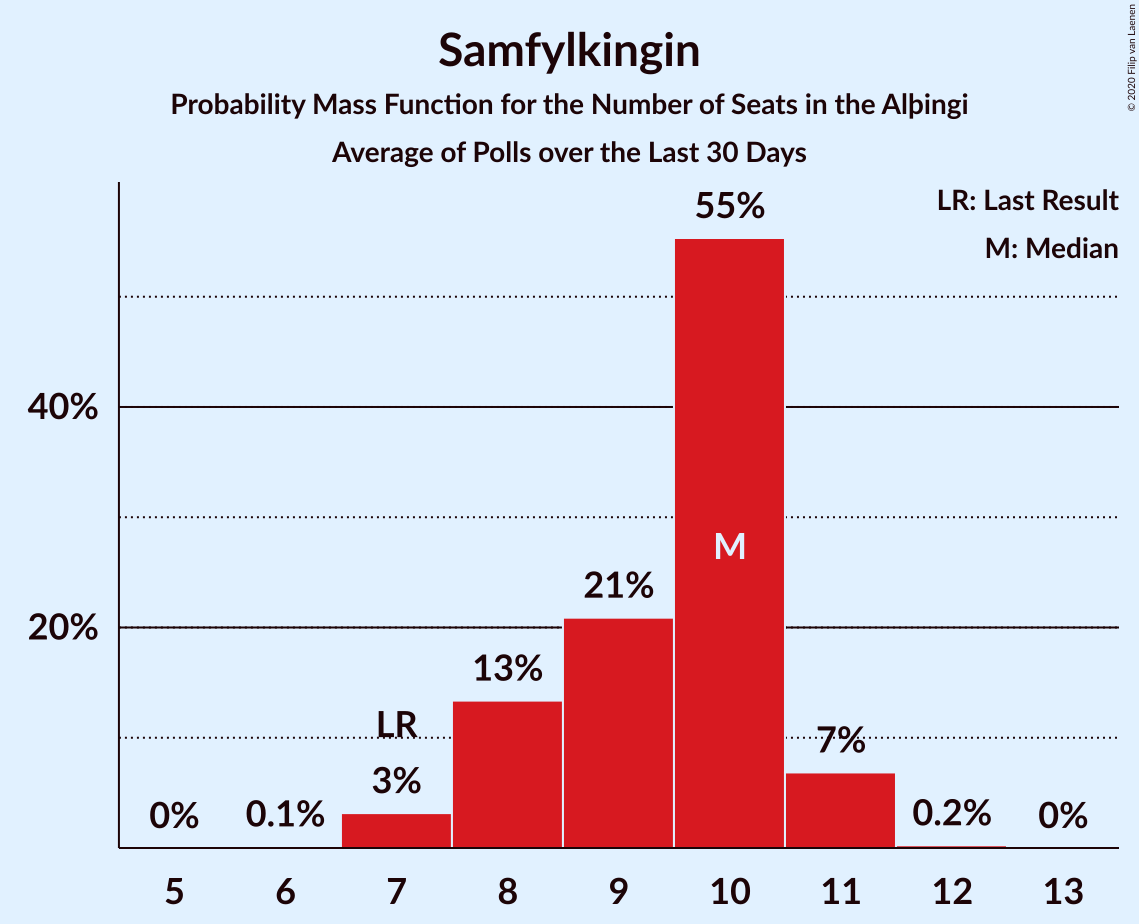 Samfylkingin
Probability Mass Function for the Number of Seats in the Alþingi
Average of Polls over the Last 30 Days
© 2020 Filip van Laenen
LR: Last Result
M: Median
55%
40%
M
21%
20%
13%
LR
7%
3%
0%
0.1%
0.2%
0%
5 6 7 8 9 10 11 12 13